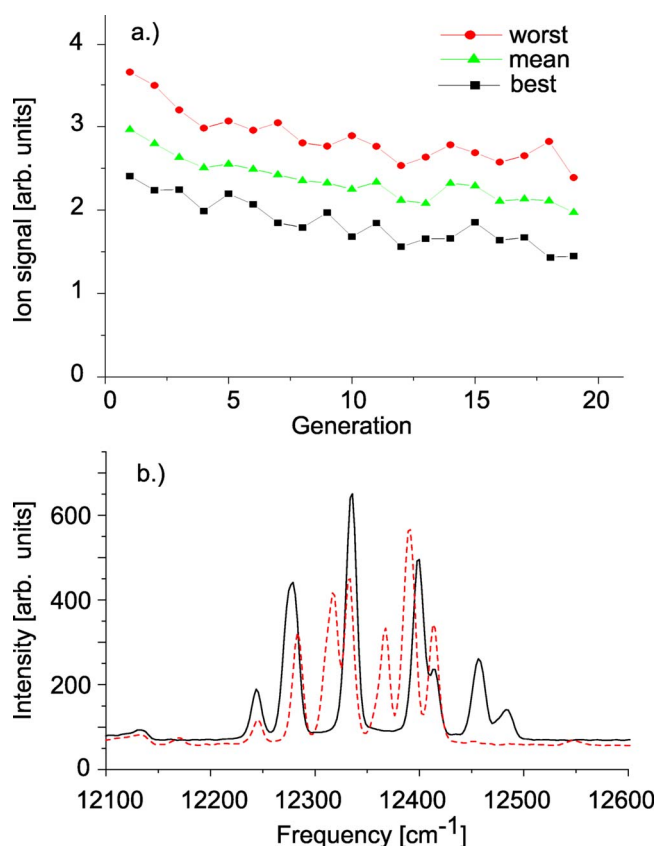 a.)
worst
mean
best
4
3
2
1
0
Ion signal [arb. units]
0 5 10 15 20
Generation
b.)
600
400
200
0
Intensity [arb. units]
12100 12200 12300 12400 12500 12600
Frequency [cm⁻¹]